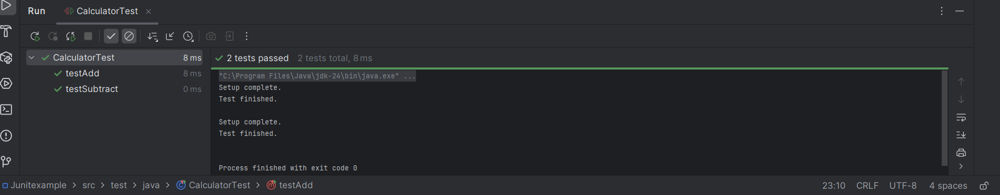 Run CalculatorTest
CalculatorTest 8 ms
testAdd 8 ms
testSubtract 0 ms
2 tests passed 2 tests total, 8 ms
"C:\Program Files\Java\jdk-24\bin\java.exe" ...
Setup complete.
Test finished.
Setup complete.
Test finished.
Process finished with exit code 0
Junitexample > src > test > java > CalculatorTest > testAdd
23:10 CRLF UTF-8 4 spaces